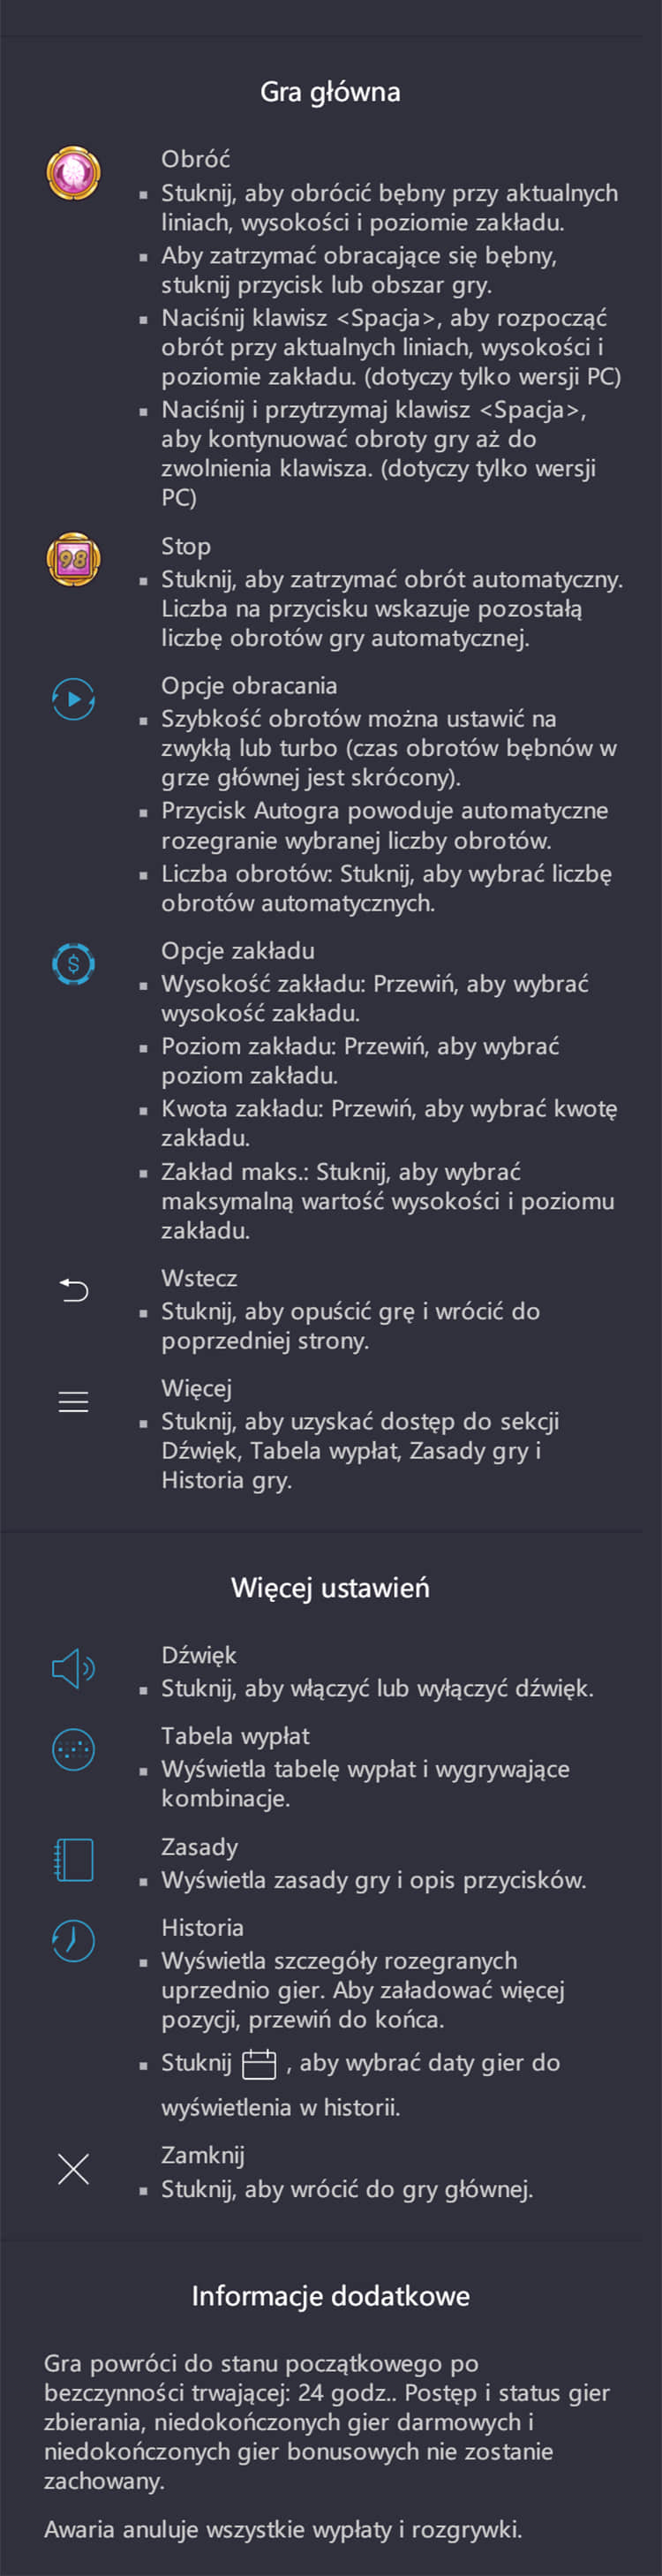 Gra główna
Obróć
▪ Stuknij, aby obrócić bębny przy aktualnych
liniach, wysokości i poziomie zakładu.
▪ Aby zatrzymać obracające się bębny,
stuknij przycisk lub obszar gry.
▪ Naciśnij klawisz <Spacja>, aby rozpocząć
obrót przy aktualnych liniach, wysokości i
poziomie zakładu. (dotyczy tylko wersji PC)
▪ Naciśnij i przytrzymaj klawisz <Spacja>,
aby kontynuować obroty gry aż do
zwolnienia klawisza. (dotyczy tylko wersji
PC)
98
Stop
▪ Stuknij, aby zatrzymać obrót automatyczny.
Liczba na przycisku wskazuje pozostałą
liczbę obrotów gry automatycznej.
Opcje obracania
▪ Szybkość obrotów można ustawić na
zwykłą lub turbo (czas obrotów bębnów w
grze głównej jest skrócony).
▪ Przycisk Autogra powoduje automatyczne
rozegranie wybranej liczby obrotów.
▪ Liczba obrotów: Stuknij, aby wybrać liczbę
obrotów automatycznych.
$
Opcje zakładu
▪ Wysokość zakładu: Przewiń, aby wybrać
wysokość zakładu.
▪ Poziom zakładu: Przewiń, aby wybrać
poziom zakładu.
▪ Kwota zakładu: Przewiń, aby wybrać kwotę
zakładu.
▪ Zakład maks.: Stuknij, aby wybrać
maksymalną wartość wysokości i poziomu
zakładu.
Wstecz
▪ Stuknij, aby opuścić grę i wrócić do
poprzedniej strony.
Więcej
▪ Stuknij, aby uzyskać dostęp do sekcji
Dźwięk, Tabela wypłat, Zasady gry i
Historia gry.
Więcej ustawień
Dźwięk
▪ Stuknij, aby włączyć lub wyłączyć dźwięk.
Tabela wypłat
▪ Wyświetla tabelę wypłat i wygrywające
kombinacje.
Zasady
▪ Wyświetla zasady gry i opis przycisków.
Historia
▪ Wyświetla szczegóły rozegranych
uprzednio gier. Aby załadować więcej
pozycji, przewiń do końca.
▪ Stuknij , aby wybrać daty gier do
wyświetlenia w historii.
Zamknij
▪ Stuknij, aby wrócić do gry głównej.
Informacje dodatkowe
Gra powróci do stanu początkowego po
bezczynności trwającej: 24 godz.. Postęp i status gier
zbierania, niedokończonych gier darmowych i
niedokończonych gier bonusowych nie zostanie
zachowany.
Awaria anuluje wszystkie wypłaty i rozgrywki.